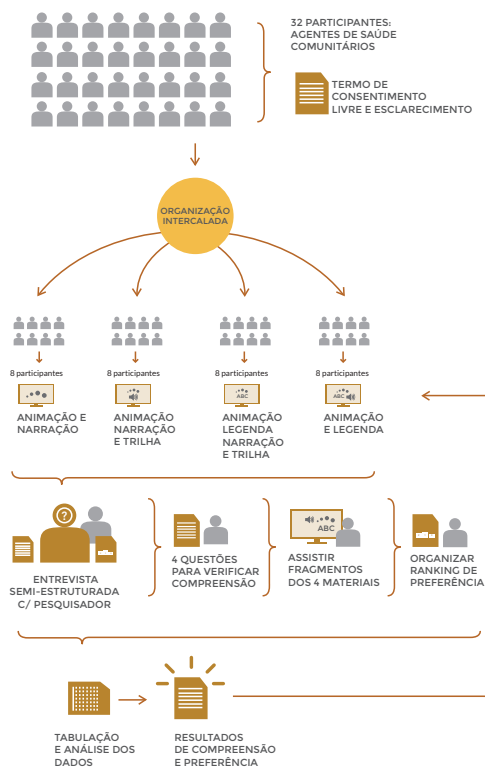 32 PARTICIPANTES:
AGENTES DE SAÚDE
COMUNITÁRIOS
TERMO DE
CONSENTIMENTO
LIVRE E ESCLARECIMENTO
ORGANIZAÇÃO
INTERCALADA
8 participantes
8 participantes
8 participantes
8 participantes
ABC
ABC
ANIMAÇÃO E
NARRAÇÃO
ANIMAÇÃO
NARRAÇÃO
E TRILHA
ANIMAÇÃO
LEGENDA
NARRAÇÃO
E TRILHA
ANIMAÇÃO
E LEGENDA
?
ABC
ENTREVISTA
SEMI-ESTRUTURADA
C/ PESQUISADOR
4 QUESTÕES
PARA VERIFICAR
COMPREENSÃO
ASSISTIR
FRAGMENTOS
DOS 4 MATERIAIS
ORGANIZAR
RANKING DE
PREFERÊNCIA
TABULAÇÃO
E ANÁLISE DOS
DADOS
RESULTADOS
DE COMPREENSÃO
E PREFERÊNCIA